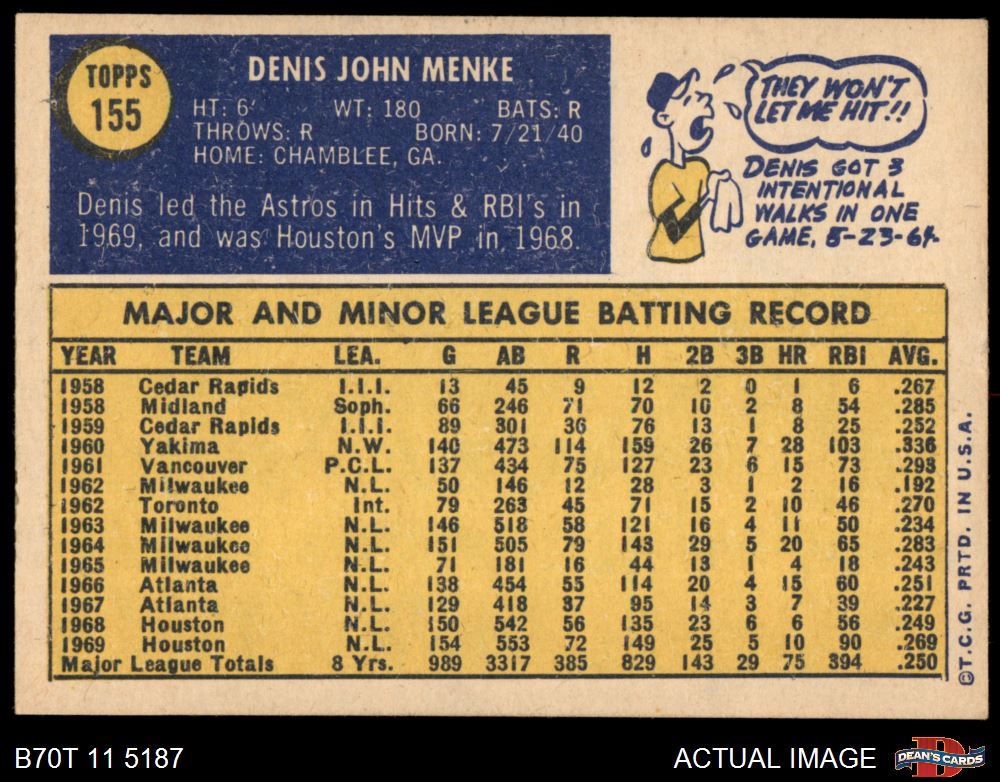 TOPPS
155
DENIS JOHN MENKE
HT: 6' WT: 180 BATS: R
THROWS: R BORN: 7/21/40
HOME: CHAMBLEE, GA.
Denis led the Astros in Hits & RBI's in
1969, and was Houston's MVP in 1968.
THEY WON'T
LET ME HIT!!
DENIS GOT 3
INTENTIONAL
WALKS IN ONE
GAME, 5-23-64.
MAJOR AND MINOR LEAGUE BATTING RECORD
YEAR TEAM LEA. G AB R H 2B 3B HR RBI AVG.
1958 Cedar Rapids I.I.I. 13 45 9 12 2 0 1 6 .267
1958 Midland Soph. 66 246 71 70 10 2 8 54 .285
1959 Cedar Rapids I.I.I. 89 301 36 76 13 1 8 25 .252
1960 Yakima N.W. 140 473 114 159 26 7 28 103 .336
1961 Vancouver P.C.L. 137 434 75 127 23 6 15 73 .293
1962 Milwaukee N.L. 50 146 12 28 3 1 2 16 .192
1962 Toronto Int. 79 263 45 71 15 2 10 46 .270
1963 Milwaukee N.L. 146 518 58 121 16 4 11 50 .234
1964 Milwaukee N.L. 151 505 79 143 29 5 20 65 .283
1965 Milwaukee N.L. 71 181 16 44 13 1 4 18 .243
1966 Atlanta N.L. 138 454 55 114 20 4 15 60 .251
1967 Atlanta N.L. 129 418 37 95 14 3 7 39 .227
1968 Houston N.L. 150 542 56 135 23 6 6 56 .249
1969 Houston N.L. 154 553 72 149 25 5 10 90 .269
Major League Totals 8 Yrs. 989 3317 385 829 143 29 75 394 .250
©T.C.G. PRTD. IN U.S.A.
B70T 11 5187
ACTUAL IMAGE
D
DEAN'S CARDS